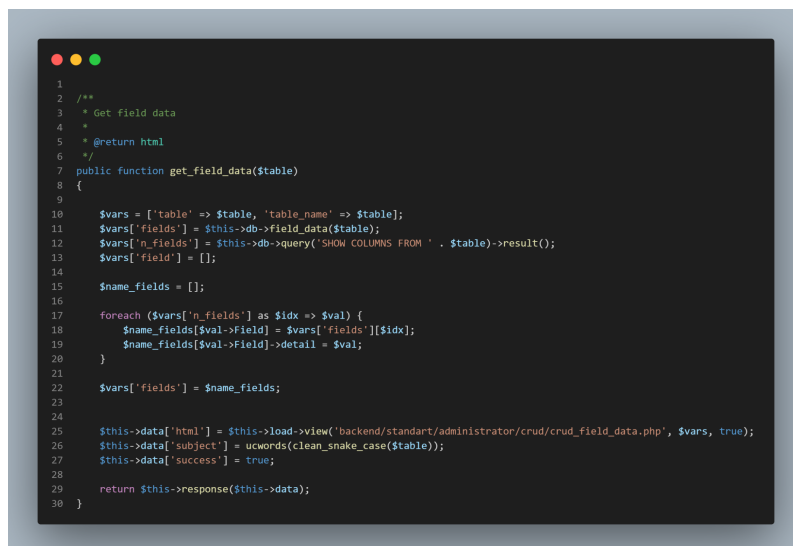 1
2 /**
3  * Get field data
4  *
5  * @return html
6  */
7 public function get_field_data($table)
8 {
9
10     $vars = ['table' => $table, 'table_name' => $table];
11     $vars['fields'] = $this->db->field_data($table);
12     $vars['n_fields'] = $this->db->query('SHOW COLUMNS FROM ' . $table)->result();
13     $vars['field'] = [];
14
15     $name_fields = [];
16
17     foreach ($vars['n_fields'] as $idx => $val) {
18         $name_fields[$val->Field] = $vars['fields'][$idx];
19         $name_fields[$val->Field]->detail = $val;
20     }
21
22     $vars['fields'] = $name_fields;
23
24
25     $this->data['html'] = $this->load->view('backend/standart/administrator/crud/crud_field_data.php', $vars, true);
26     $this->data['subject'] = ucwords(clean_snake_case($table));
27     $this->data['success'] = true;
28
29     return $this->response($this->data);
30 }